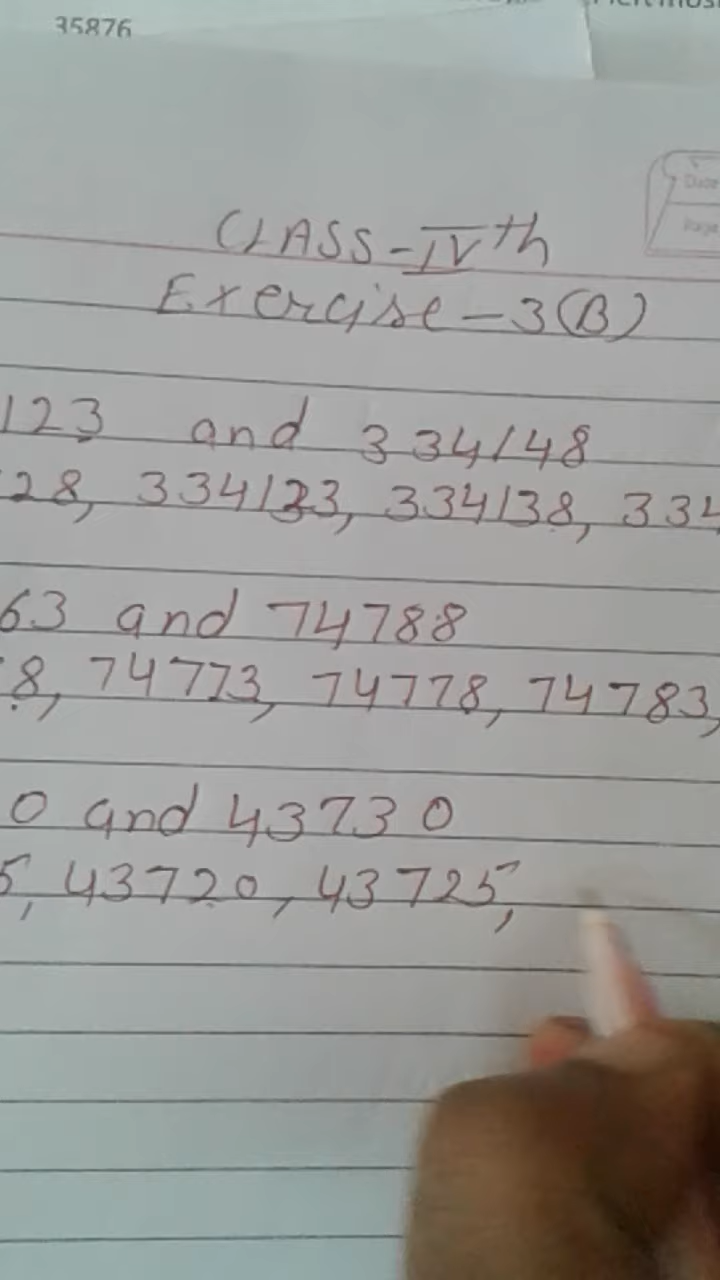 35876
CLASS-IVth
Exercise-3(B)
123 and 334148
28, 334123, 334138, 334
63 and 74788
8, 74773, 74778, 74783,
0 and 43730
5, 43720, 43725,